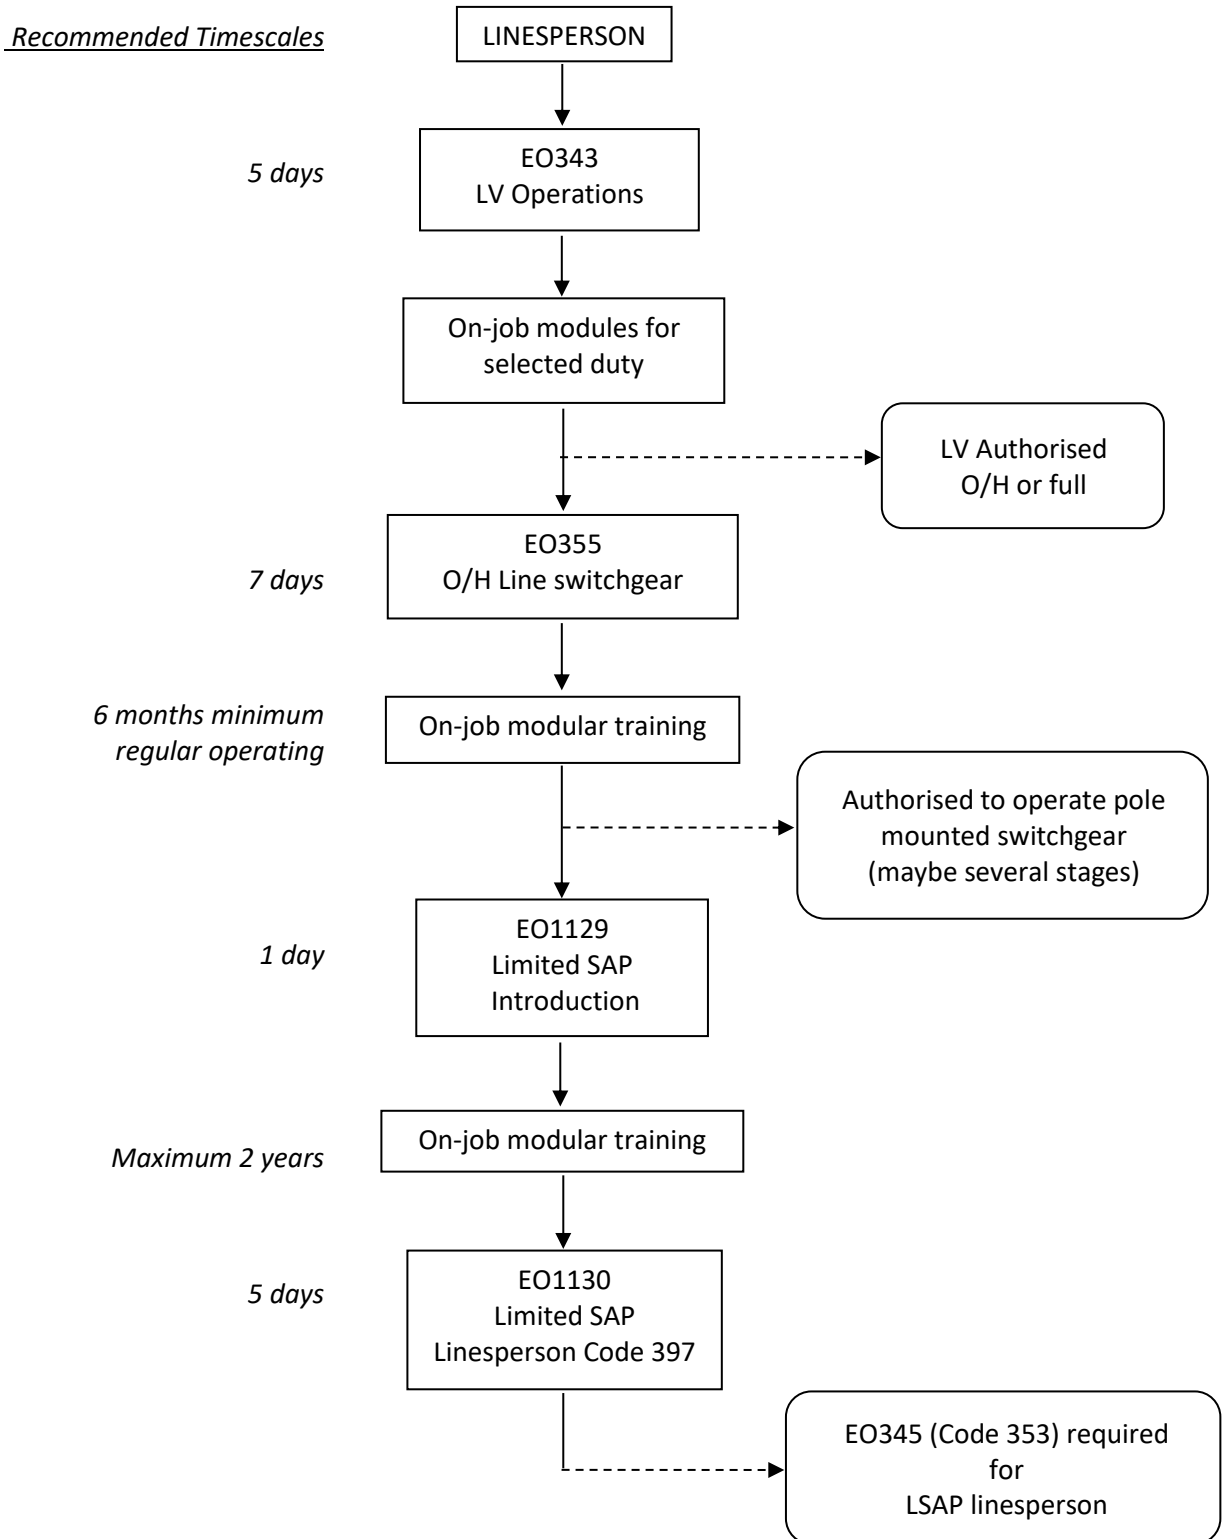 Recommended Timescales
LINESPERSON
5 days
EO343
LV Operations
On-job modules for
selected duty
LV Authorised
O/H or full
7 days
EO355
O/H Line switchgear
6 months minimum
regular operating
On-job modular training
Authorised to operate pole
mounted switchgear
(maybe several stages)
1 day
EO1129
Limited SAP
Introduction
Maximum 2 years
On-job modular training
5 days
EO1130
Limited SAP
Linesperson Code 397
EO345 (Code 353) required
for
LSAP linesperson